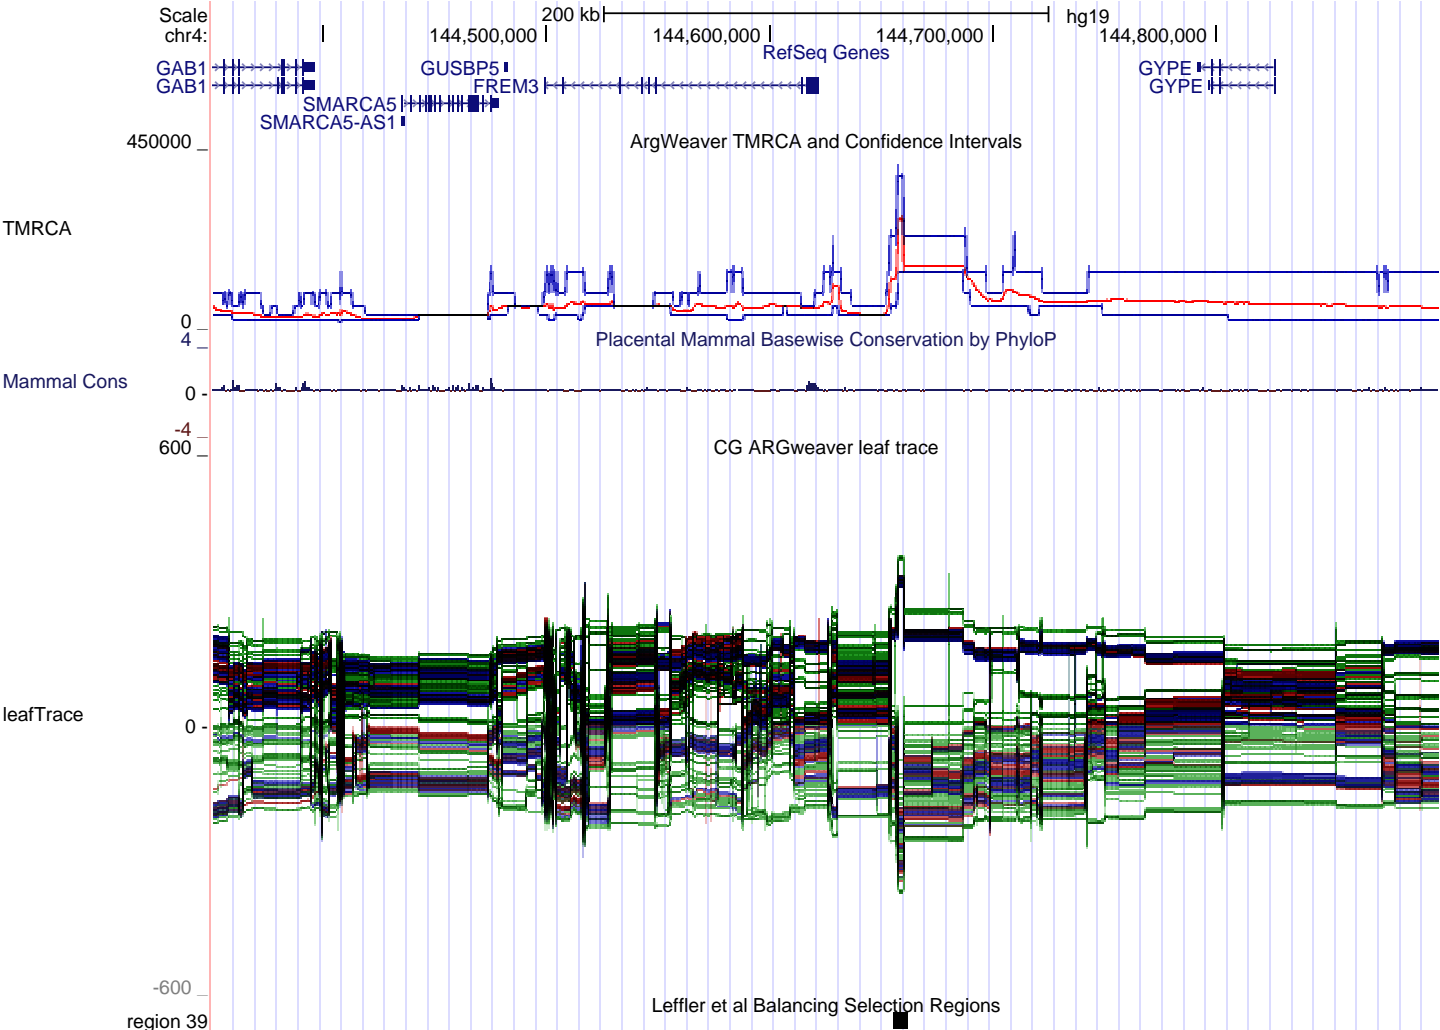 Scale 200 kb hg19
chr4: 144,500,000 144,600,000 144,700,000 144,800,000
RefSeq Genes
GAB1 GUSBP5 GYPE
GAB1 FREM3 GYPE
SMARCA5
SMARCA5-AS1
ArgWeaver TMRCA and Confidence Intervals
450000
TMRCA
0
Placental Mammal Basewise Conservation by PhyloP
4
Mammal Cons
0
-4
CG ARGweaver leaf trace
600
leafTrace
0
-600
Leffler et al Balancing Selection Regions
region 39